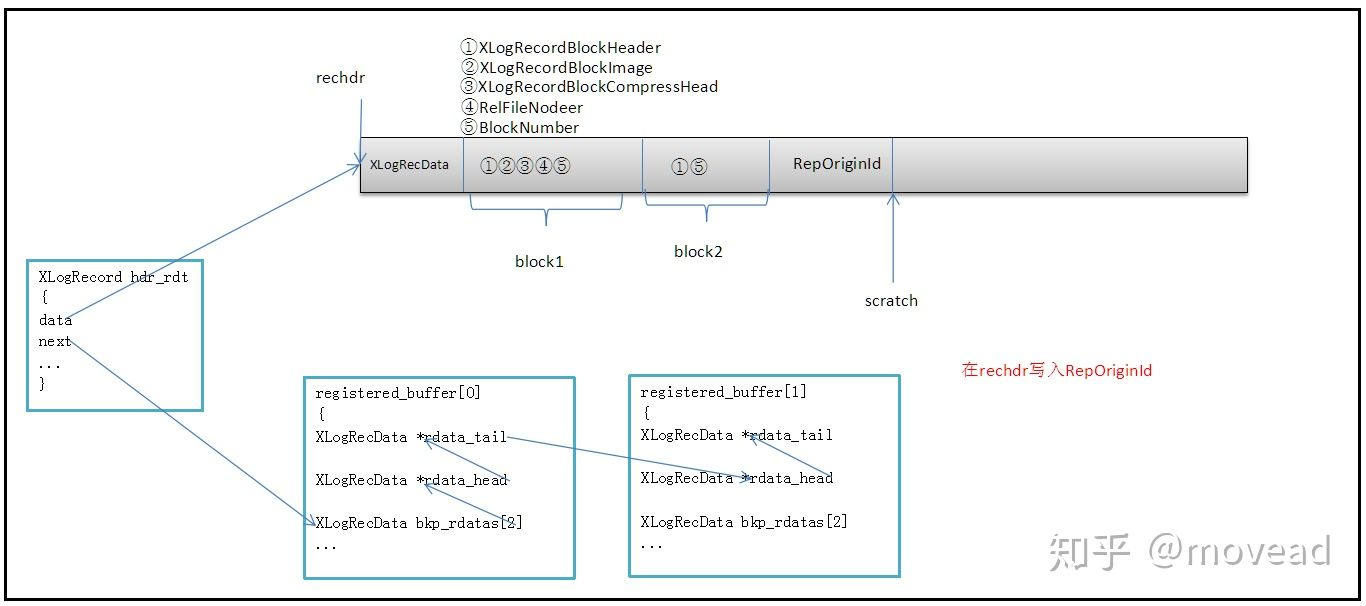 ①XLogRecordBlockHeader
②XLogRecordBlockImage
③XLogRecordBlockCompressHead
④RelFileNodeer
⑤BlockNumber
rechdr
XLogRecData
①②③④⑤
①⑤
RepOriginId
block1
block2
scratch
XLogRecord hdr_rdt
{
data
next
...
}
在rechdr写入RepOriginId
registered_buffer[0]
{
XLogRecData *rdata_tail
XLogRecData *rdata_head
XLogRecData bkp_rdatas[2]
...
registered_buffer[1]
{
XLogRecData *rdata_tail
XLogRecData *rdata_head
XLogRecData bkp_rdatas[2]
...
知乎 @movead